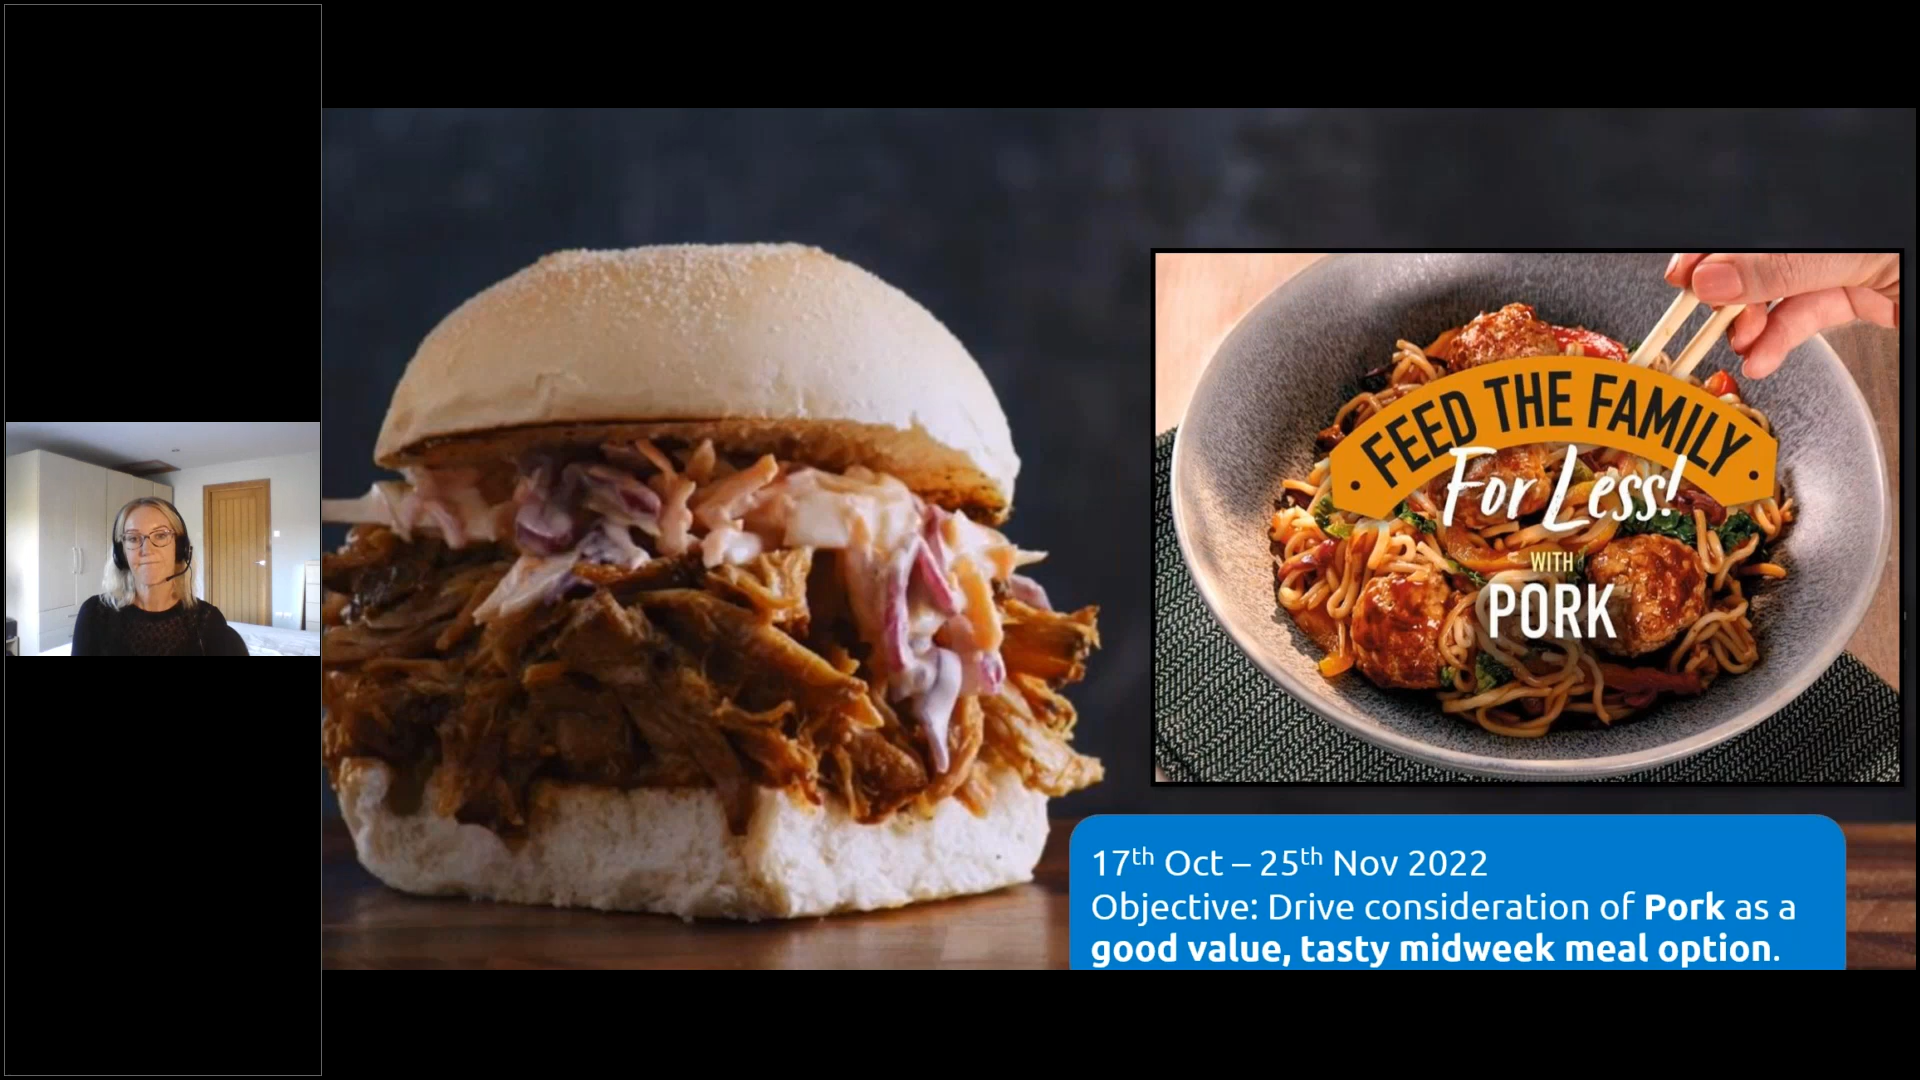 FEED THE FAMILY
For Less!
WITH
PORK
17th Oct – 25th Nov 2022
Objective: Drive consideration of Pork as a
good value, tasty midweek meal option.